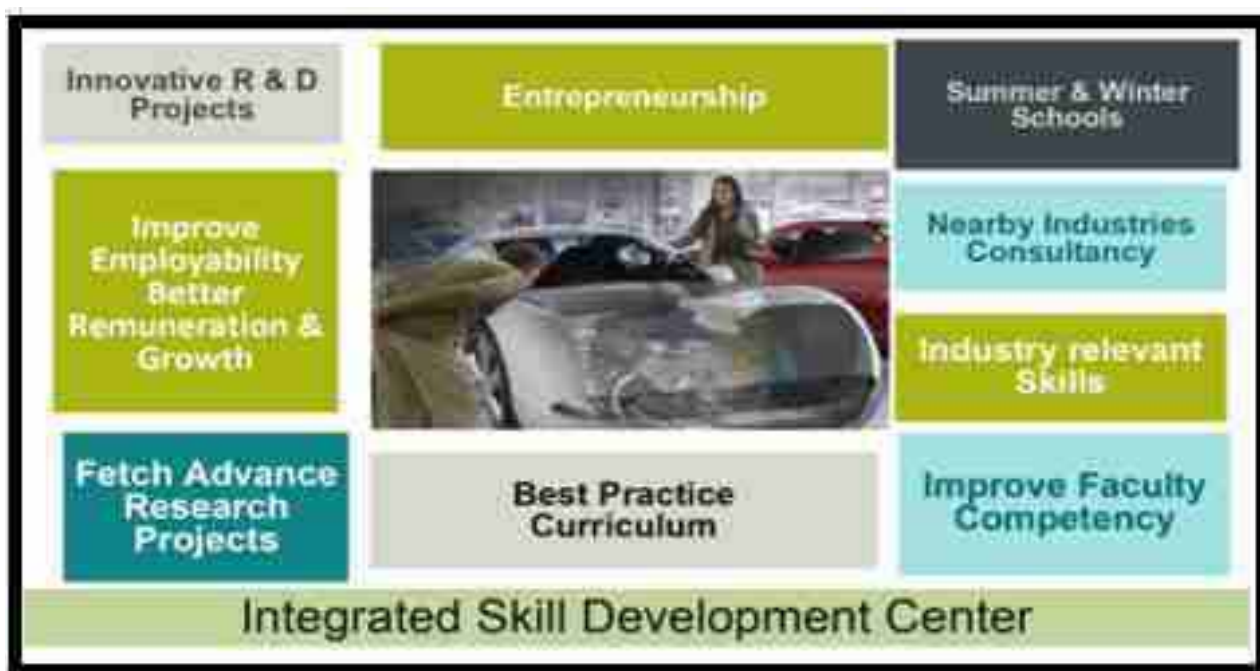 Innovative R & D
Projects
Entrepreneurship
Summer & Winter
Schools
Improve
Employability
Better
Remuneration &
Growth
Nearby Industries
Consultancy
Industry relevant
Skills
Fetch Advance
Research
Projects
Best Practice
Curriculum
Improve Faculty
Competency
Integrated Skill Development Center